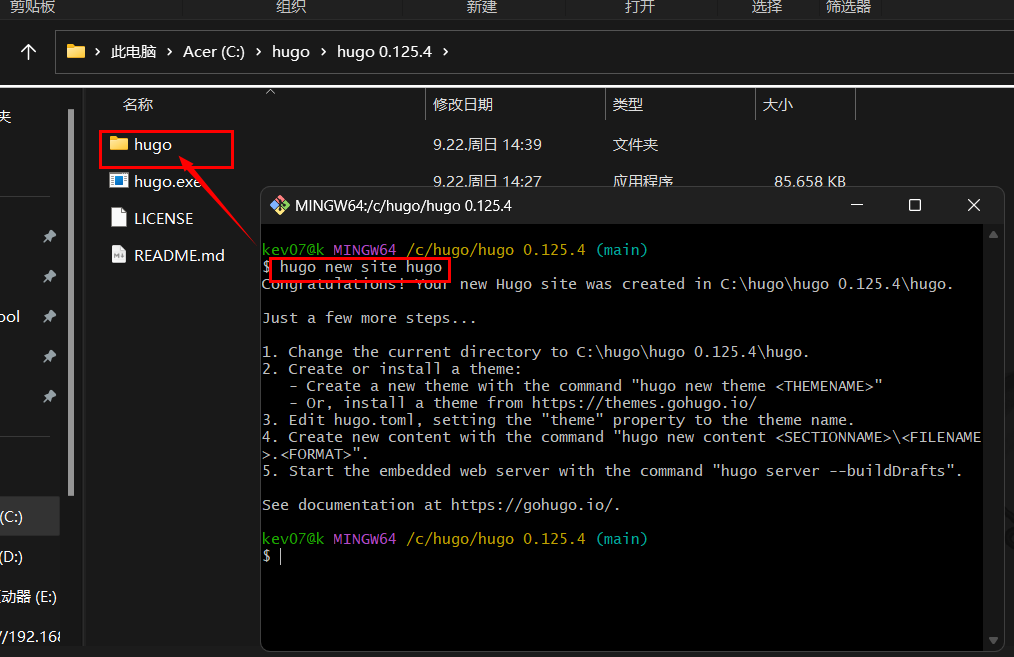 剪贴板 组织 新建 打开 选择 筛选器
此电脑 Acer (C:) hugo hugo 0.125.4
夹 名称 修改日期 类型 大小
hugo 9.22.周日 14:39 文件夹
hugo.exe 9.22.周日 14:27 应用程序 85,658 KB
LICENSE
README.md
ool
(C:)
(D:)
动器 (E:)
//192.168
MINGW64:/c/hugo/hugo 0.125.4
kev07@k MINGW64 /c/hugo/hugo 0.125.4 (main)
$ hugo new site hugo
Congratulations! Your new Hugo site was created in C:\hugo\hugo 0.125.4\hugo.
Just a few more steps...
1. Change the current directory to C:\hugo\hugo 0.125.4\hugo.
2. Create or install a theme:
- Create a new theme with the command "hugo new theme <THEMENAME>"
- Or, install a theme from https://themes.gohugo.io/
3. Edit hugo.toml, setting the "theme" property to the theme name.
4. Create new content with the command "hugo new content <SECTIONNAME>\<FILENAME
>.<FORMAT>".
5. Start the embedded web server with the command "hugo server --buildDrafts".
See documentation at https://gohugo.io/.
kev07@k MINGW64 /c/hugo/hugo 0.125.4 (main)
$